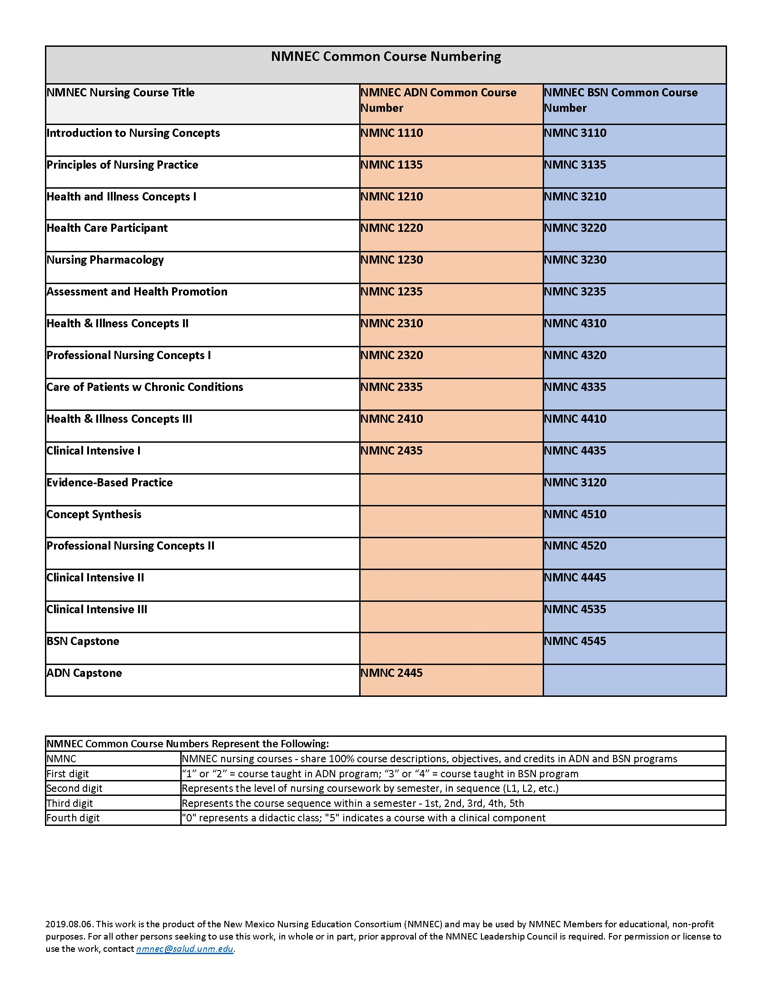 NMNEC Common Course Numbering
NMNEC Nursing Course Title
NMNEC ADN Common Course Number
NMNEC BSN Common Course Number
Introduction to Nursing Concepts NMNC 1110 NMNC 3110
Principles of Nursing Practice NMNC 1135 NMNC 3135
Health and Illness Concepts I NMNC 1210 NMNC 3210
Health Care Participant NMNC 1220 NMNC 3220
Nursing Pharmacology NMNC 1230 NMNC 3230
Assessment and Health Promotion NMNC 1235 NMNC 3235
Health & Illness Concepts II NMNC 2310 NMNC 4310
Professional Nursing Concepts I NMNC 2320 NMNC 4320
Care of Patients w Chronic Conditions NMNC 2335 NMNC 4335
Health & Illness Concepts III NMNC 2410 NMNC 4410
Clinical Intensive I NMNC 2435 NMNC 4435
Evidence-Based Practice NMNC 3120
Concept Synthesis NMNC 4510
Professional Nursing Concepts II NMNC 4520
Clinical Intensive II NMNC 4445
Clinical Intensive III NMNC 4535
BSN Capstone NMNC 4545
ADN Capstone NMNC 2445
NMNEC Common Course Numbers Represent the Following:
NMNC NMNEC nursing courses - share 100% course descriptions, objectives, and credits in ADN and BSN programs
First digit “1” or “2” = course taught in ADN program; “3” or “4” = course taught in BSN program
Second digit Represents the level of nursing coursework by semester, in sequence (L1, L2, etc.)
Third digit Represents the course sequence within a semester - 1st, 2nd, 3rd, 4th, 5th
Fourth digit "0" represents a didactic class; "5" indicates a course with a clinical component
2019.08.06. This work is the product of the New Mexico Nursing Education Consortium (NMNEC) and may be used by NMNEC Members for educational, non-profit
purposes. For all other persons seeking to use this work, in whole or in part, prior approval of the NMNEC Leadership Council is required. For permission or license to
use the work, contact nmnec@salud.unm.edu.